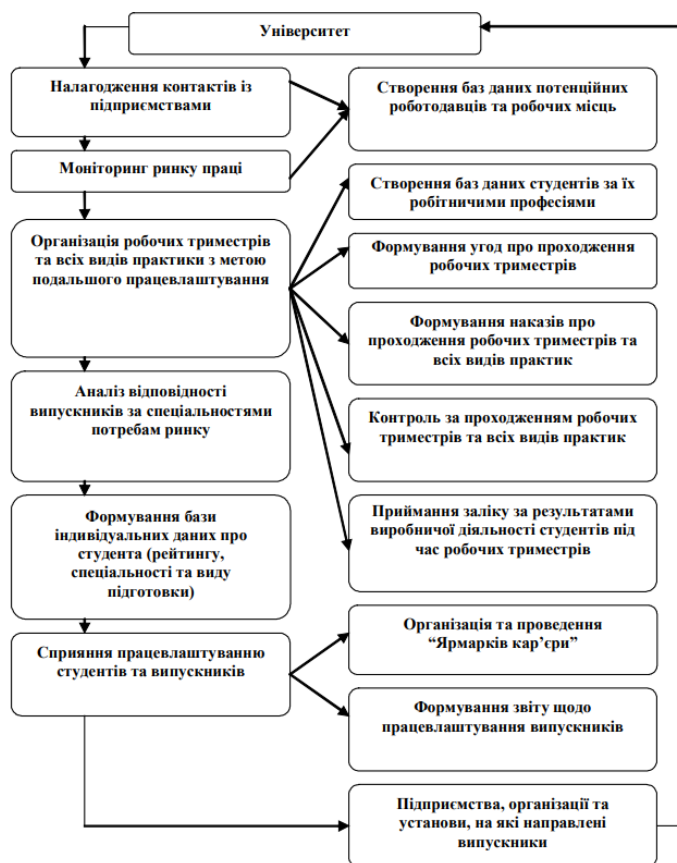 Університет
Налагодження контактів із
підприємствами
Створення баз даних потенційних
роботодавців та робочих місць
Моніторинг ринку праці
Створення баз даних студентів за їх
робітничими професіями
Організація робочих триместрів
та всіх видів практики з метою
подальшого працевлаштування
Формування угод про проходження
робочих триместрів
Формування наказів про
проходження робочих триместрів та
всіх видів практик
Аналіз відповідності
випускників за спеціальностями
потребам ринку
Контроль за проходженням робочих
триместрів та всіх видів практик
Формування бази
індивідуальних даних про
студента (рейтингу,
спеціальності та виду
підготовки)
Приймання заліку за результатами
виробничої діяльності студентів під
час робочих триместрів
Сприяння працевлаштуванню
студентів та випускників
Організація та проведення
“Ярмарків кар’єри”
Формування звіту щодо
працевлаштування випускників
Підприємства, організації та
установи, на які направлені
випускники